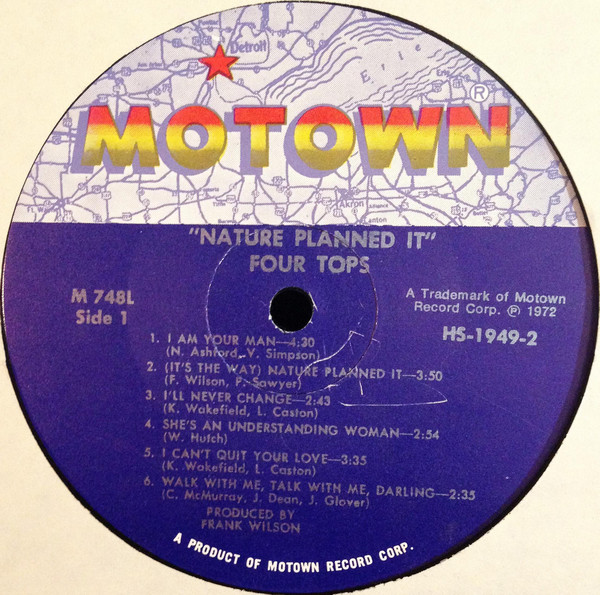 Detroit
Erie
MOTOWN®
Akron
Canton
"NATURE PLANNED IT"
FOUR TOPS
M 748L
Side 1
A Trademark of Motown
Record Corp. ℗ 1972
HS-1949-2
1. I AM YOUR MAN—4:30
(N. Ashford, V. Simpson)
2. (IT'S THE WAY) NATURE PLANNED IT—3:50
(F. Wilson, P. Sawyer)
3. I'LL NEVER CHANGE—2:43
(K. Wakefield, L. Caston)
4. SHE'S AN UNDERSTANDING WOMAN—2:54
(W. Hutch)
5. I CAN'T QUIT YOUR LOVE—3:35
(K. Wakefield, L. Caston)
6. WALK WITH ME, TALK WITH ME, DARLING—2:35
(C. McMurray, J. Dean, J. Glover)
PRODUCED BY
FRANK WILSON
A PRODUCT OF MOTOWN RECORD CORP.